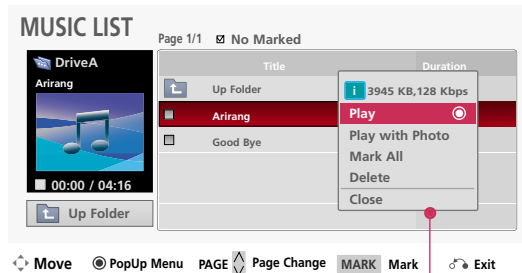 MUSIC LIST
Page 1/1 No Marked
DriveA
Arirang
00:00 / 04:16
Up Folder
Title Duration
Up Folder
Arirang
Good Bye
i 3945 KB,128 Kbps
Play
Play with Photo
Mark All
Delete
Close
Move PopUp Menu PAGE Page Change MARK Mark Exit